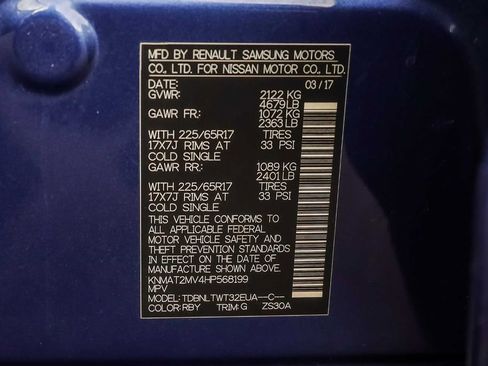 MFD BY RENAULT SAMSUNG MOTORS
CO., LTD. FOR NISSAN MOTOR CO., LTD.
DATE: 03/17
GVWR: 2122 KG
4679 LB
GAWR FR: 1072 KG
2363 LB
WITH 225/65R17 TIRES
17X7J RIMS AT 33 PSI
COLD SINGLE
GAWR RR: 1089 KG
2401 LB
WITH 225/65R17 TIRES
17X7J RIMS AT 33 PSI
COLD SINGLE
THIS VEHICLE CONFORMS TO
ALL APPLICABLE FEDERAL
MOTOR VEHICLE SAFETY AND
THEFT PREVENTION STANDARDS
IN EFFECT ON THE DATE OF
MANUFACTURE SHOWN ABOVE.
KNMAT2MV4HP568199
MPV
MODEL: TDBNLTWT32EUA--C--
COLOR: RBY TRIM: G ZS30A